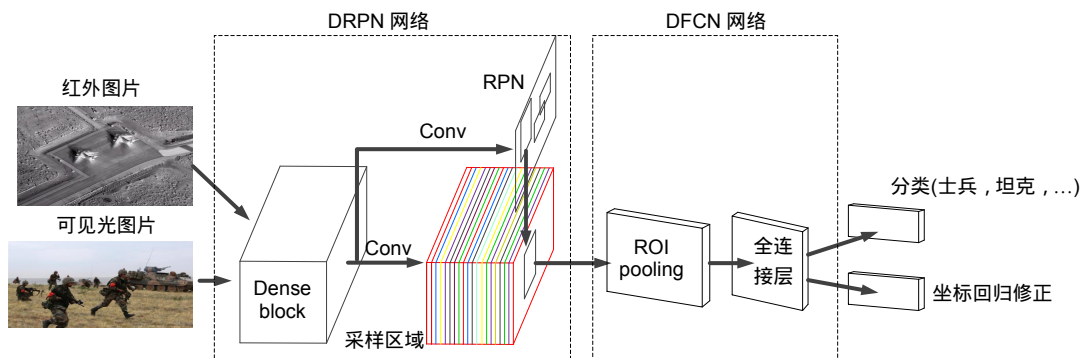 DRPN 网络
DFCN 网络
红外图片
RPN
Conv
分类(士兵，坦克，...)
可见光图片
Conv
Dense
block
ROI
pooling
全连
接层
坐标回归修正
采样区域